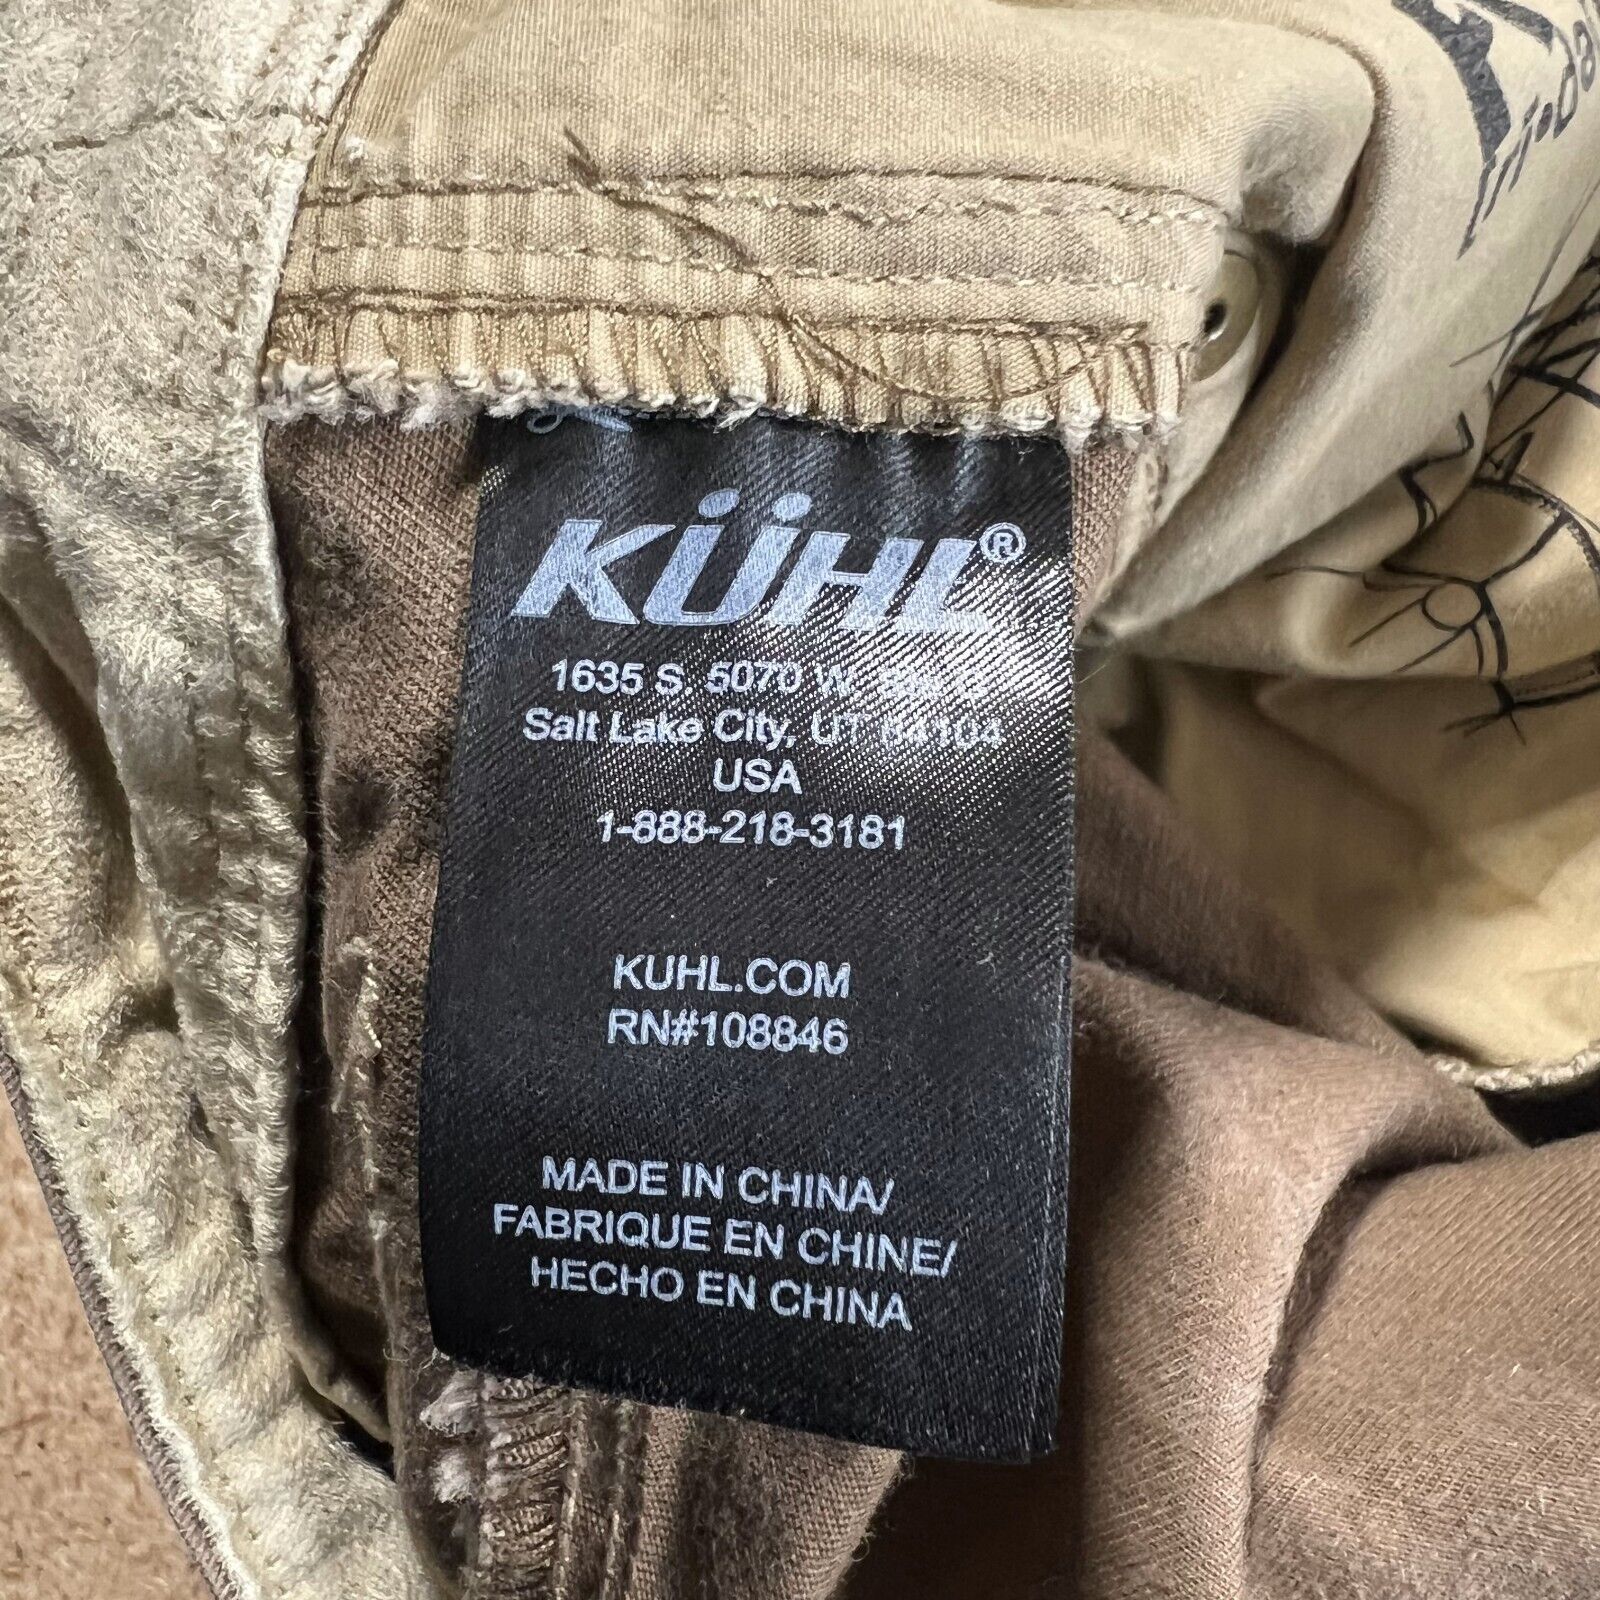 KÜHL®
1635 S. 5070 W.
Salt Lake City, UT 84104
USA
1-888-218-3181
KUHL.COM
RN#108846
MADE IN CHINA/
FABRIQUE EN CHINE/
HECHO EN CHINA